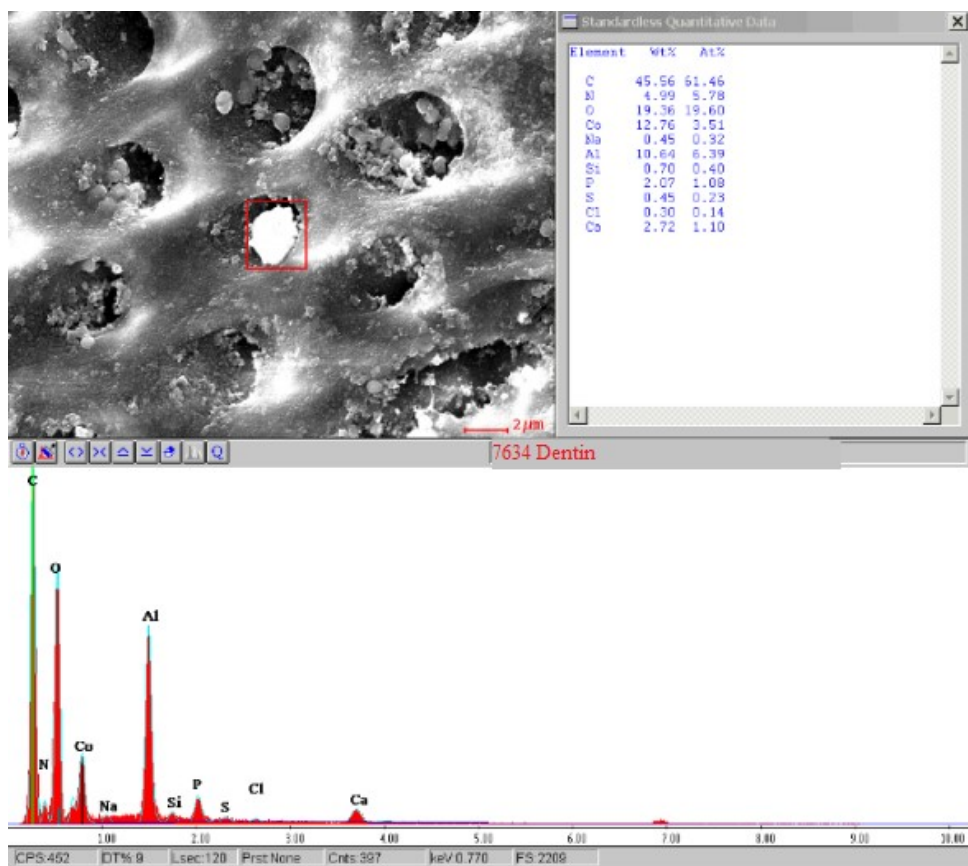 Standardless Quantitative Data
Element Wt% At%
C 45.56 61.46
N 4.99 5.78
O 19.36 19.60
Co 12.76 3.51
Na 0.45 0.32
Al 10.64 6.39
Si 0.70 0.40
P 2.07 1.08
S 0.45 0.23
Cl 0.30 0.14
Ca 2.72 1.10
2 µm
7634 Dentin
C
O
Al
Co
N
Na
Si
P
S
Cl
Ca
1.00 2.00 3.00 4.00 5.00 6.00 7.00 8.00 9.00 10.00
CPS:452 DT% 9 Lsec:120 Prst None Cnts:397 keV 0.770 FS:2209